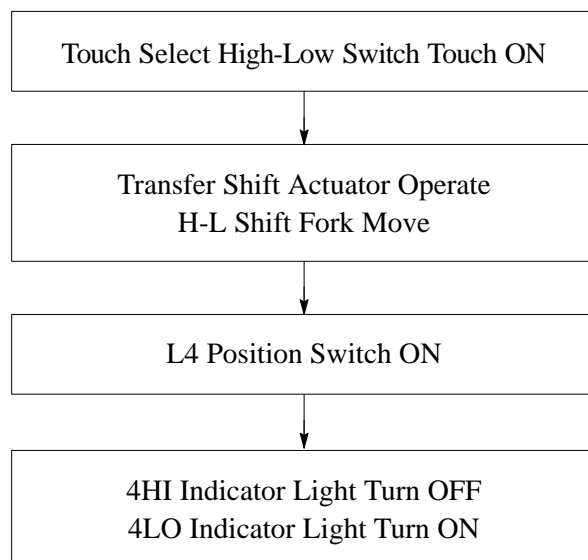 Touch Select High-Low Switch Touch ON
Transfer Shift Actuator Operate
H-L Shift Fork Move
L4 Position Switch ON
4HI Indicator Light Turn OFF
4LO Indicator Light Turn ON